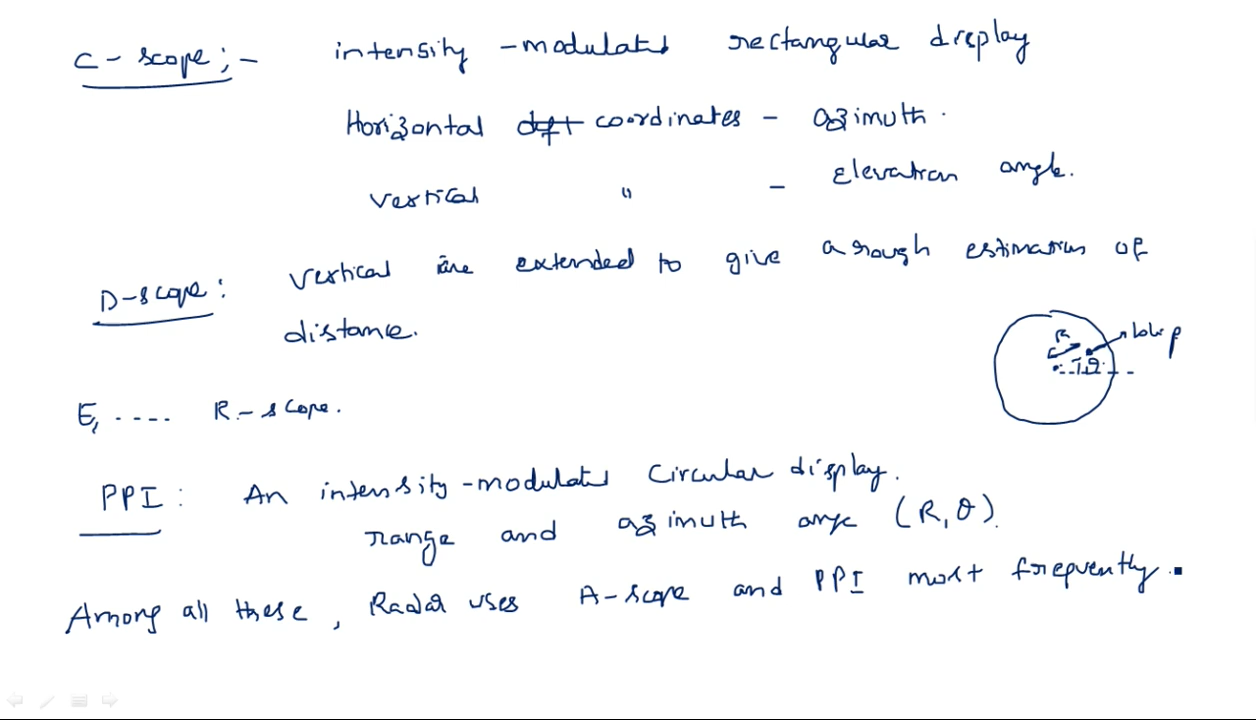 C - scope ; - intensity - modulated rectangular display
Horizontal coordinates - azimuth.
Vertical " - Elevation angle.
D-scope: Vertical are extended to give a rough estimation of
distance.
R
θ
E, .... R - scope.
PPI: An intensity - modulated Circular display.
range and azimuth angle (R, θ).
Among all these, Radar uses A-scope and PPI most frequently.